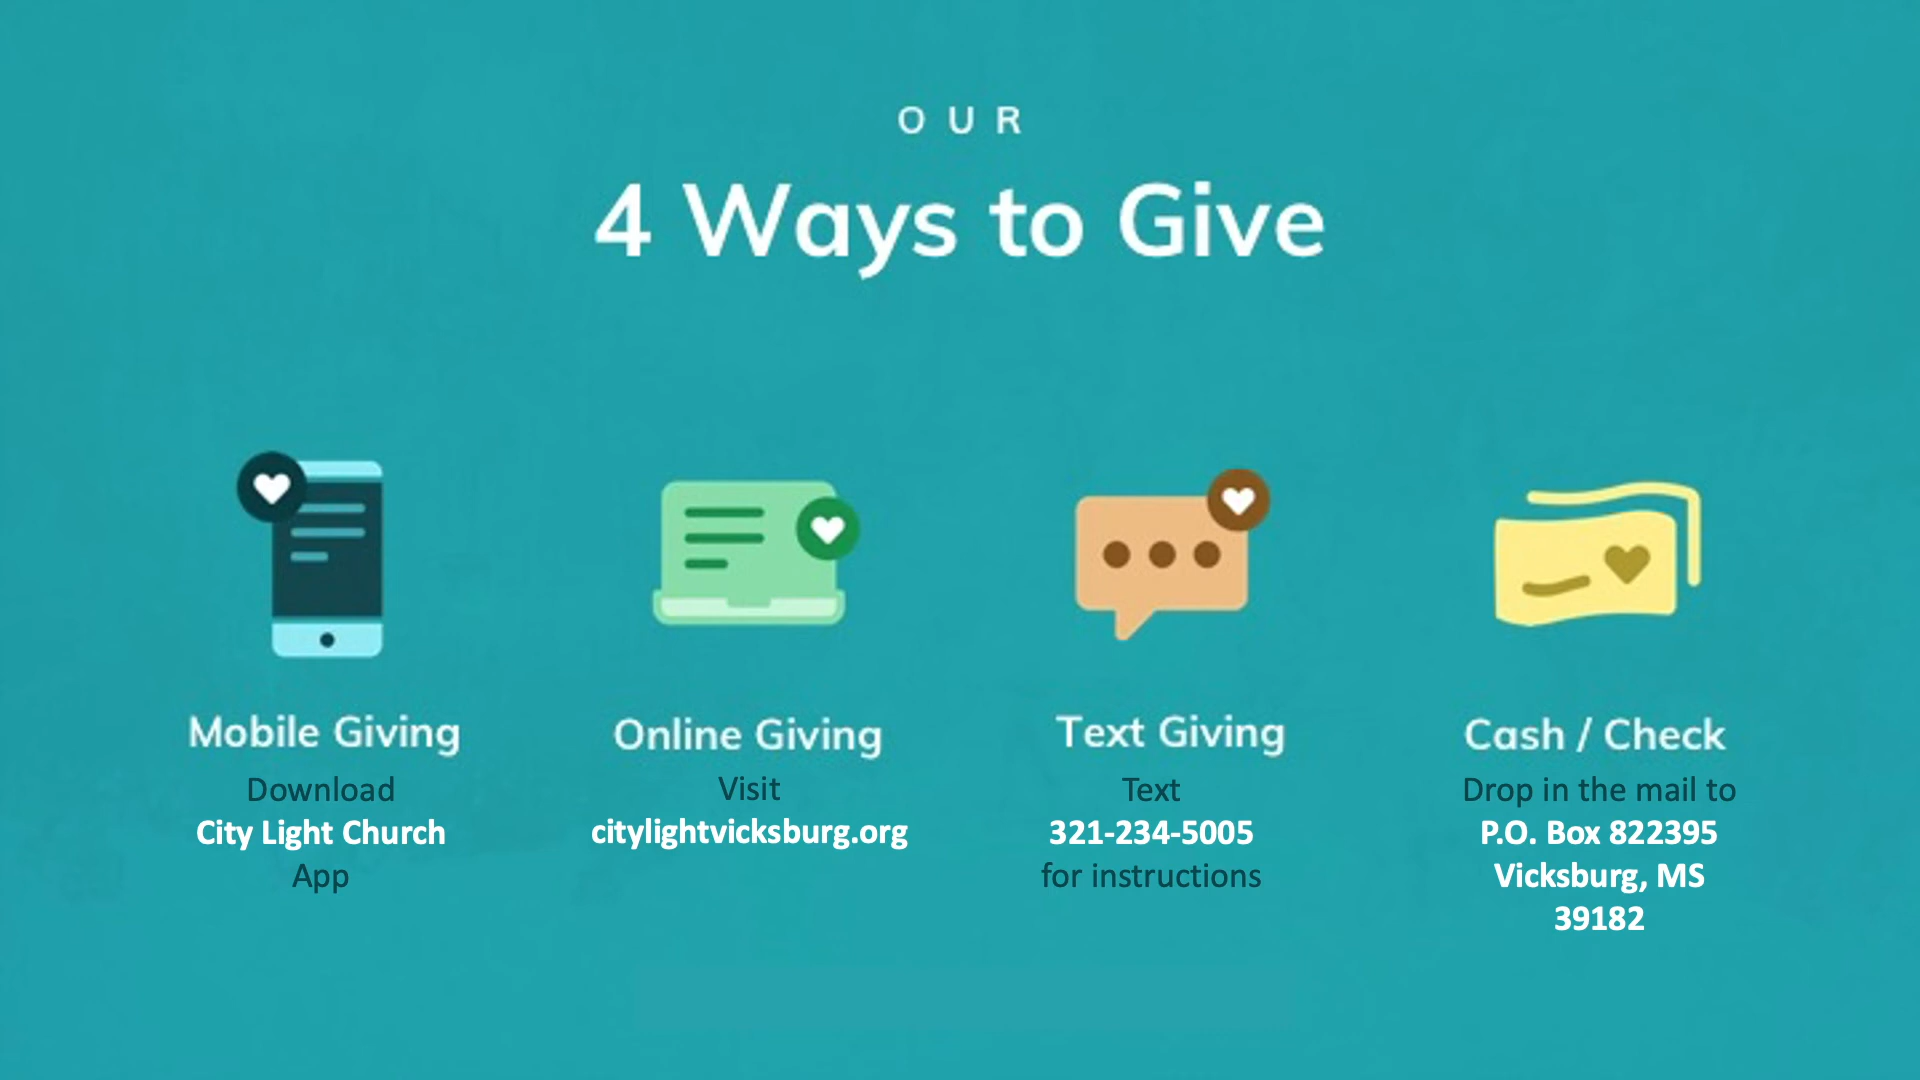 OUR
4 Ways to Give
Mobile Giving
Download
City Light Church
App
Online Giving
Visit
citylightvicksburg.org
Text Giving
Text
321-234-5005
for instructions
Cash / Check
Drop in the mail to
P.O. Box 822395
Vicksburg, MS
39182